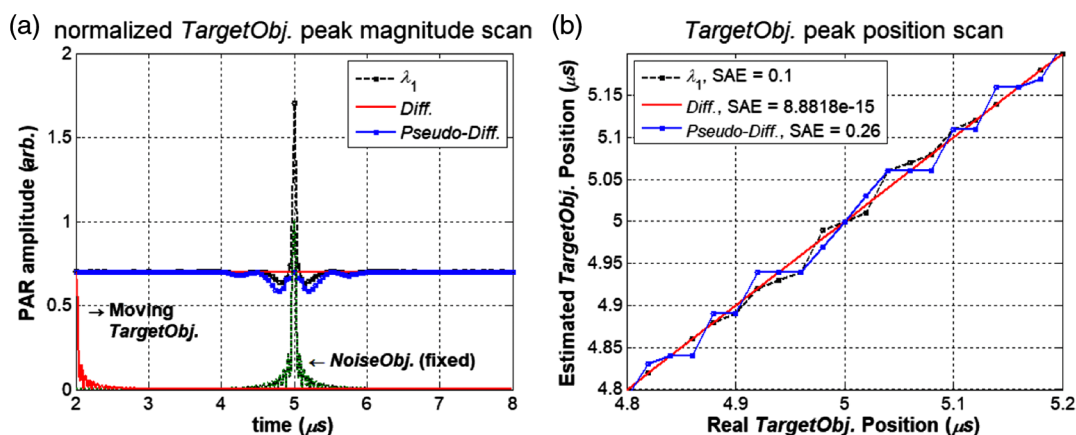 (a) normalized TargetObj. peak magnitude scan
PAR amplitude (arb.)
2
1.5
1
0.5
0
λ1
Diff.
Pseudo-Diff.
→ Moving
TargetObj.
← NoiseObj. (fixed)
2 3 4 5 6 7 8
time (μs)
(b) TargetObj. peak position scan
Estimated TargetObj. Position (μs)
5.15
5.1
5.05
5
4.95
4.9
4.85
4.8
λ1, SAE = 0.1
Diff., SAE = 8.8818e-15
Pseudo-Diff., SAE = 0.26
4.8 4.9 5 5.1 5.2
Real TargetObj. Position (μs)